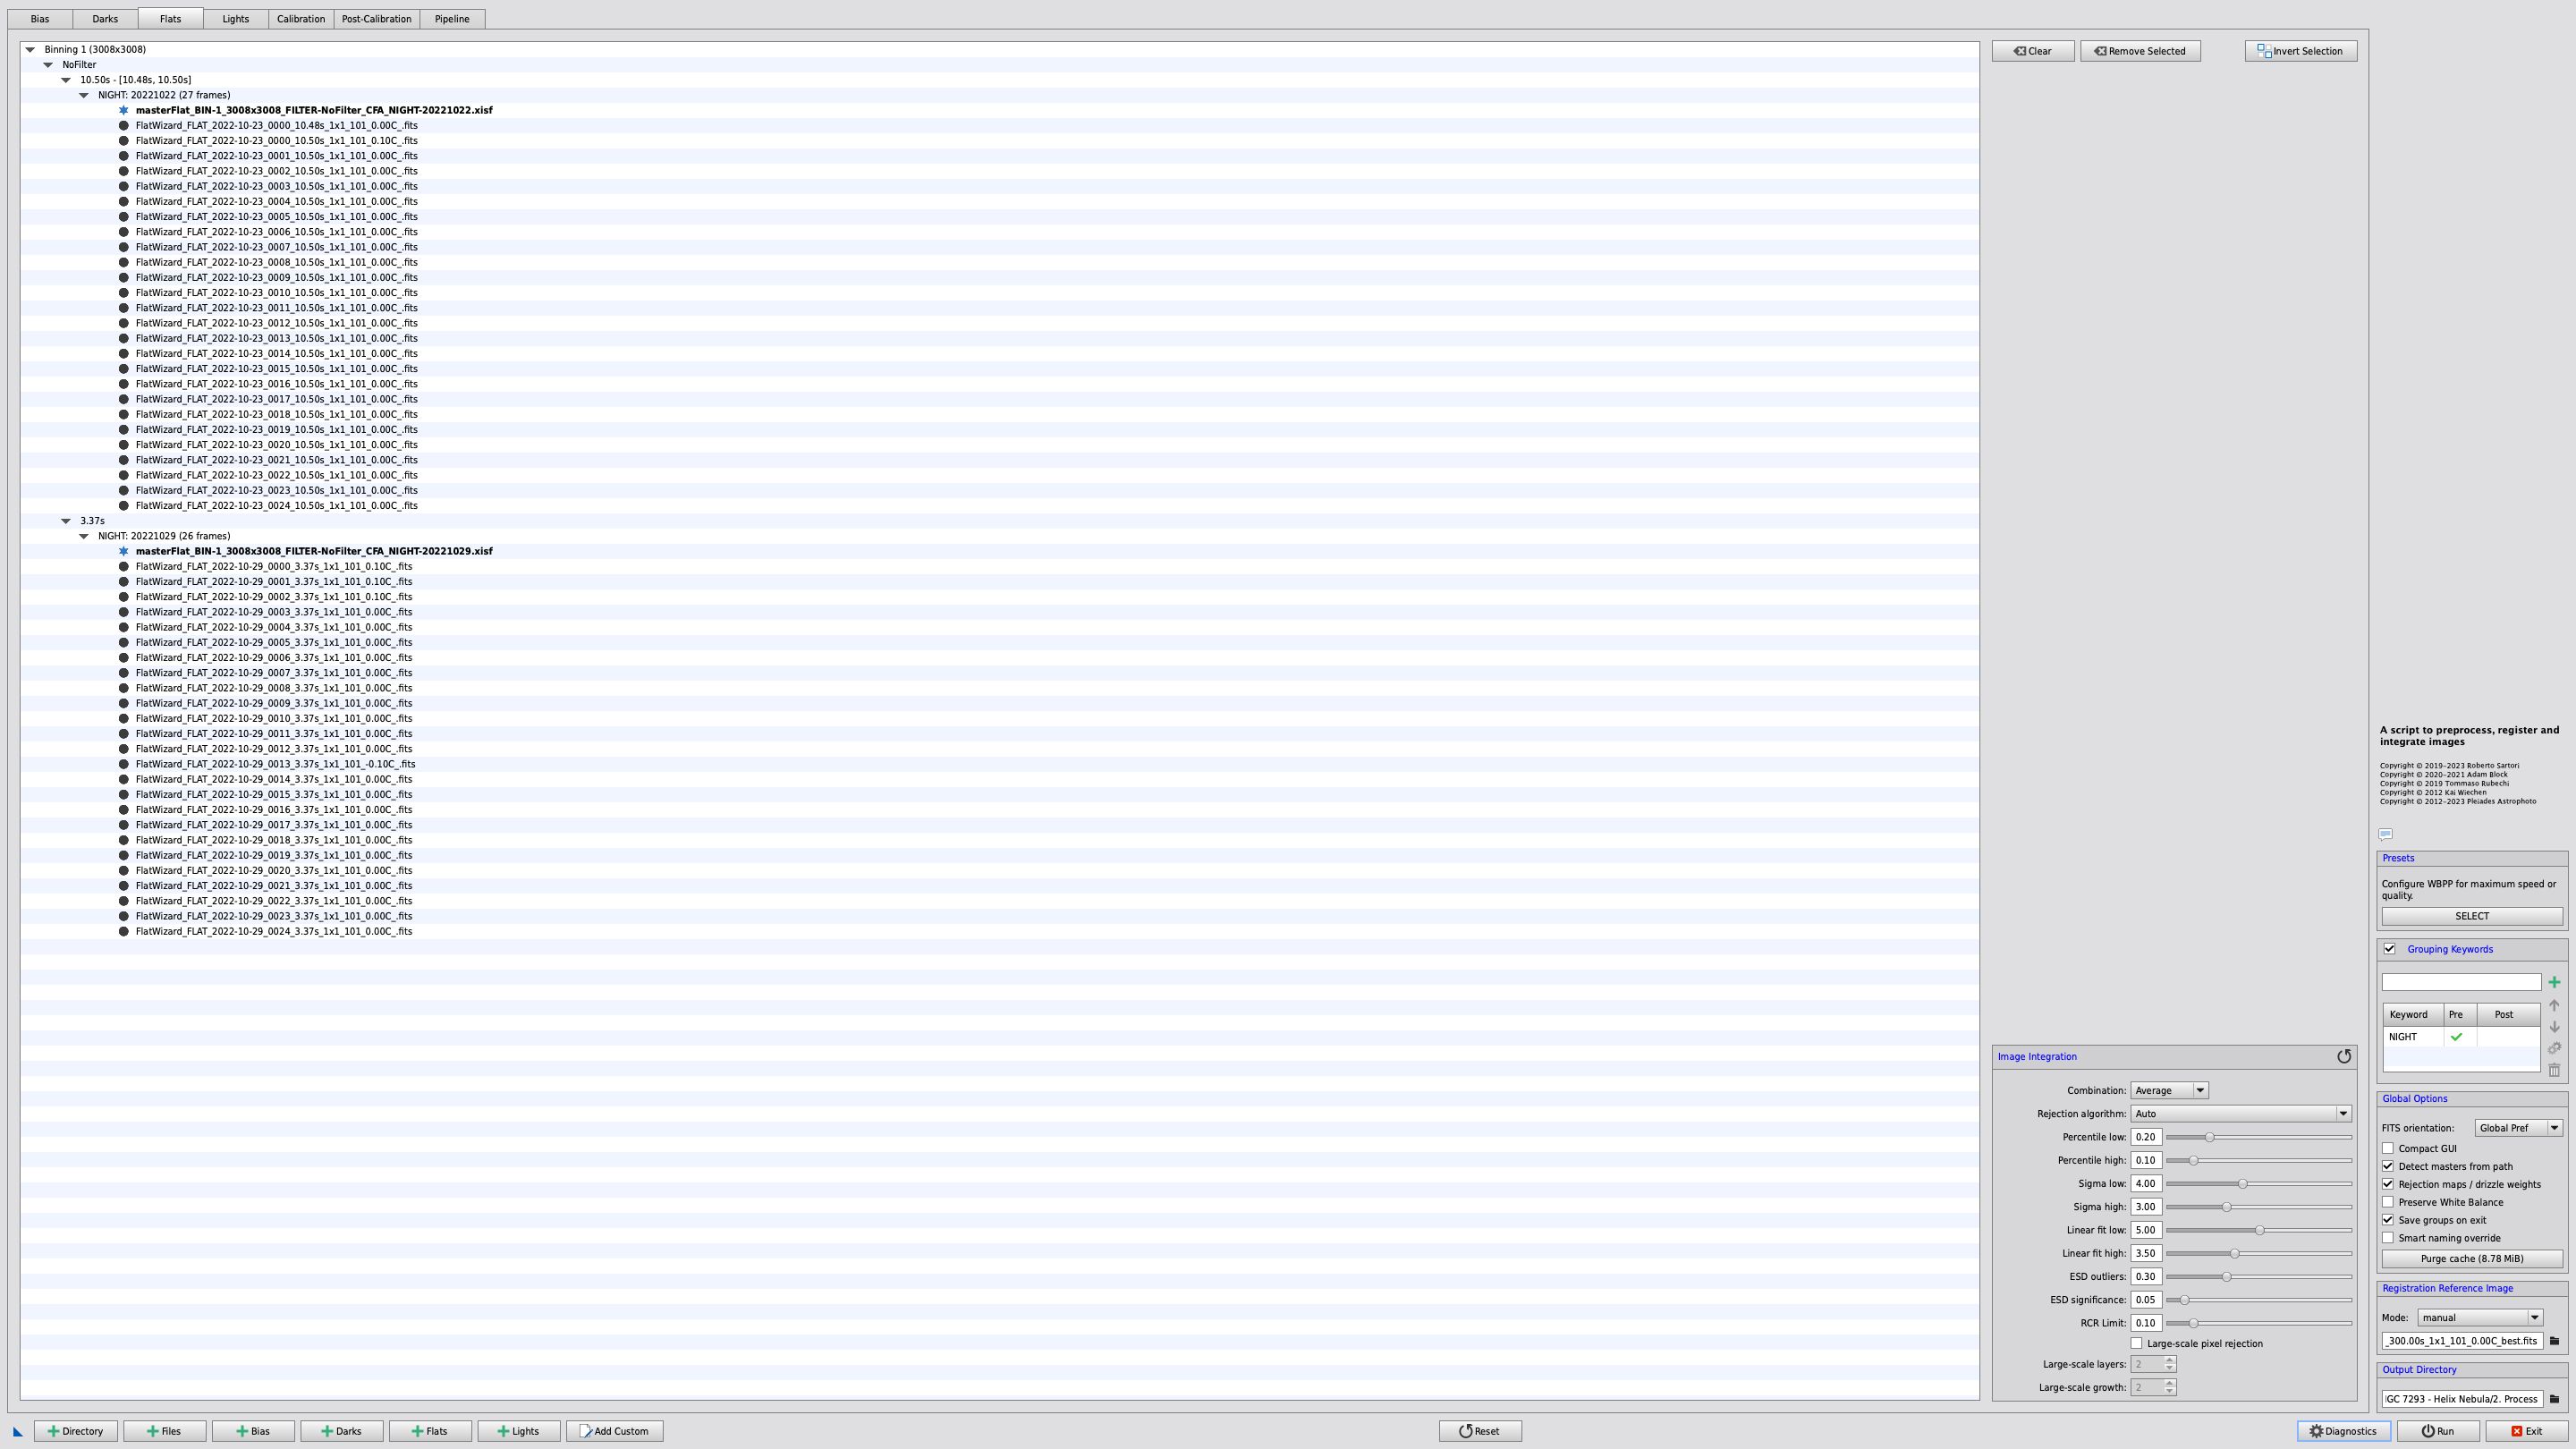 Bias Darks Flats Lights Calibration Post-Calibration Pipeline
Binning 1 (3008x3008)
NoFilter
10.50s - [10.48s, 10.50s]
NIGHT: 20221022 (27 frames)
masterFlat_BIN-1_3008x3008_FILTER-NoFilter_CFA_NIGHT-20221022.xisf
FlatWizard_FLAT_2022-10-23_0000_10.48s_1x1_101_0.00C_.fits
FlatWizard_FLAT_2022-10-23_0000_10.50s_1x1_101_0.10C_.fits
FlatWizard_FLAT_2022-10-23_0001_10.50s_1x1_101_0.00C_.fits
FlatWizard_FLAT_2022-10-23_0002_10.50s_1x1_101_0.00C_.fits
FlatWizard_FLAT_2022-10-23_0003_10.50s_1x1_101_0.00C_.fits
FlatWizard_FLAT_2022-10-23_0004_10.50s_1x1_101_0.00C_.fits
FlatWizard_FLAT_2022-10-23_0005_10.50s_1x1_101_0.00C_.fits
FlatWizard_FLAT_2022-10-23_0006_10.50s_1x1_101_0.00C_.fits
FlatWizard_FLAT_2022-10-23_0007_10.50s_1x1_101_0.00C_.fits
FlatWizard_FLAT_2022-10-23_0008_10.50s_1x1_101_0.00C_.fits
FlatWizard_FLAT_2022-10-23_0009_10.50s_1x1_101_0.00C_.fits
FlatWizard_FLAT_2022-10-23_0010_10.50s_1x1_101_0.00C_.fits
FlatWizard_FLAT_2022-10-23_0011_10.50s_1x1_101_0.00C_.fits
FlatWizard_FLAT_2022-10-23_0012_10.50s_1x1_101_0.00C_.fits
FlatWizard_FLAT_2022-10-23_0013_10.50s_1x1_101_0.00C_.fits
FlatWizard_FLAT_2022-10-23_0014_10.50s_1x1_101_0.00C_.fits
FlatWizard_FLAT_2022-10-23_0015_10.50s_1x1_101_0.00C_.fits
FlatWizard_FLAT_2022-10-23_0016_10.50s_1x1_101_0.00C_.fits
FlatWizard_FLAT_2022-10-23_0017_10.50s_1x1_101_0.00C_.fits
FlatWizard_FLAT_2022-10-23_0018_10.50s_1x1_101_0.00C_.fits
FlatWizard_FLAT_2022-10-23_0019_10.50s_1x1_101_0.00C_.fits
FlatWizard_FLAT_2022-10-23_0020_10.50s_1x1_101_0.00C_.fits
FlatWizard_FLAT_2022-10-23_0021_10.50s_1x1_101_0.00C_.fits
FlatWizard_FLAT_2022-10-23_0022_10.50s_1x1_101_0.00C_.fits
FlatWizard_FLAT_2022-10-23_0023_10.50s_1x1_101_0.00C_.fits
FlatWizard_FLAT_2022-10-23_0024_10.50s_1x1_101_0.00C_.fits
3.37s
NIGHT: 20221029 (26 frames)
masterFlat_BIN-1_3008x3008_FILTER-NoFilter_CFA_NIGHT-20221029.xisf
FlatWizard_FLAT_2022-10-29_0000_3.37s_1x1_101_0.10C_.fits
FlatWizard_FLAT_2022-10-29_0001_3.37s_1x1_101_0.10C_.fits
FlatWizard_FLAT_2022-10-29_0002_3.37s_1x1_101_0.10C_.fits
FlatWizard_FLAT_2022-10-29_0003_3.37s_1x1_101_0.00C_.fits
FlatWizard_FLAT_2022-10-29_0004_3.37s_1x1_101_0.00C_.fits
FlatWizard_FLAT_2022-10-29_0005_3.37s_1x1_101_0.00C_.fits
FlatWizard_FLAT_2022-10-29_0006_3.37s_1x1_101_0.00C_.fits
FlatWizard_FLAT_2022-10-29_0007_3.37s_1x1_101_0.00C_.fits
FlatWizard_FLAT_2022-10-29_0008_3.37s_1x1_101_0.00C_.fits
FlatWizard_FLAT_2022-10-29_0009_3.37s_1x1_101_0.00C_.fits
FlatWizard_FLAT_2022-10-29_0010_3.37s_1x1_101_0.00C_.fits
FlatWizard_FLAT_2022-10-29_0011_3.37s_1x1_101_0.00C_.fits
FlatWizard_FLAT_2022-10-29_0012_3.37s_1x1_101_0.00C_.fits
FlatWizard_FLAT_2022-10-29_0013_3.37s_1x1_101_-0.10C_.fits
FlatWizard_FLAT_2022-10-29_0014_3.37s_1x1_101_0.00C_.fits
FlatWizard_FLAT_2022-10-29_0015_3.37s_1x1_101_0.00C_.fits
FlatWizard_FLAT_2022-10-29_0016_3.37s_1x1_101_0.00C_.fits
FlatWizard_FLAT_2022-10-29_0017_3.37s_1x1_101_0.00C_.fits
FlatWizard_FLAT_2022-10-29_0018_3.37s_1x1_101_0.00C_.fits
FlatWizard_FLAT_2022-10-29_0019_3.37s_1x1_101_0.00C_.fits
FlatWizard_FLAT_2022-10-29_0020_3.37s_1x1_101_0.00C_.fits
FlatWizard_FLAT_2022-10-29_0021_3.37s_1x1_101_0.00C_.fits
FlatWizard_FLAT_2022-10-29_0022_3.37s_1x1_101_0.00C_.fits
FlatWizard_FLAT_2022-10-29_0023_3.37s_1x1_101_0.00C_.fits
FlatWizard_FLAT_2022-10-29_0024_3.37s_1x1_101_0.00C_.fits
Clear Remove Selected Invert Selection
Image Integration
Combination: Average
Rejection algorithm: Auto
Percentile low: 0.20
Percentile high: 0.10
Sigma low: 4.00
Sigma high: 3.00
Linear fit low: 5.00
Linear fit high: 3.50
ESD outliers: 0.30
ESD significance: 0.05
RCR Limit: 0.10
Large-scale pixel rejection
Large-scale layers: 2
Large-scale growth: 2
A script to preprocess, register and
integrate images
Copyright © 2019-2023 Roberto Sartori
Copyright © 2020-2021 Adam Block
Copyright © 2019 Tommaso Rubechi
Copyright © 2012 Kai Wiechen
Copyright © 2012-2023 Pleiades Astrophoto
Presets
Configure WBPP for maximum speed or
quality.
SELECT
Grouping Keywords
Keyword Pre Post
NIGHT
Global Options
FITS orientation: Global Pref
Compact GUI
Detect masters from path
Rejection maps / drizzle weights
Preserve White Balance
Save groups on exit
Smart naming override
Purge cache (8.78 MiB)
Registration Reference Image
Mode: manual
_300.00s_1x1_101_0.00C_best.fits
Output Directory
GC 7293 - Helix Nebula/2. Process
Directory Files Bias Darks Flats Lights Add Custom Reset Diagnostics Run Exit